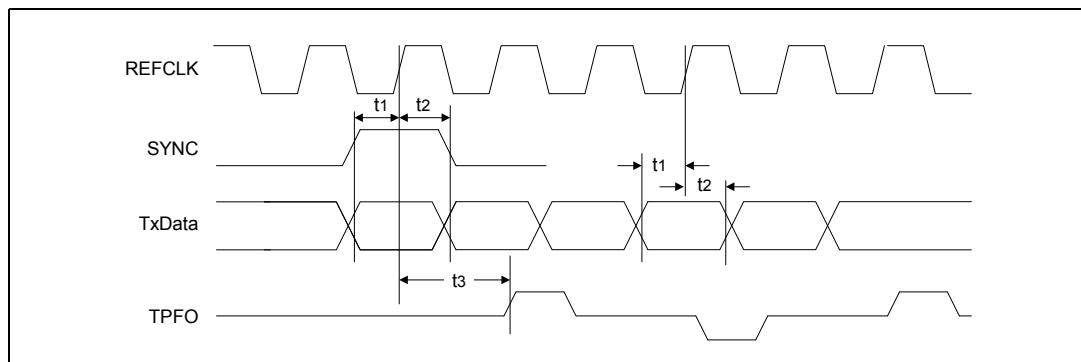 REFCLK
t1
t2
SYNC
t1
t2
TxData
t3
TPFO